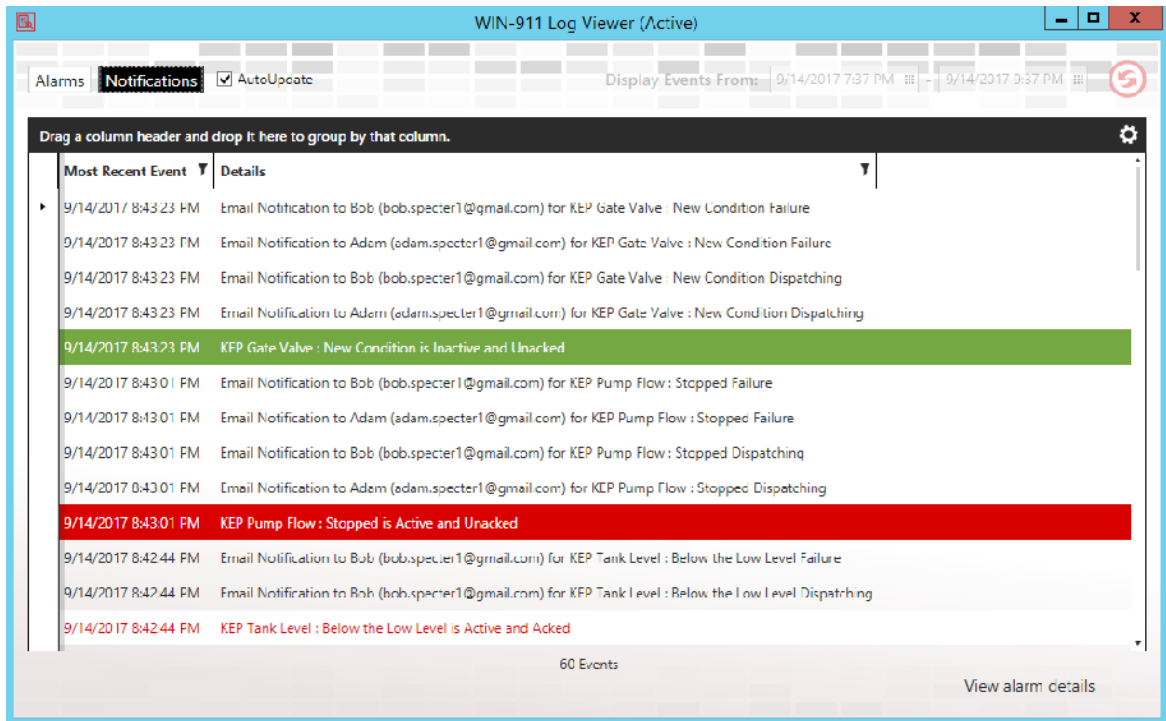 WIN-911 Log Viewer (Active)
Alarms Notifications AutoUpdate Display Events From: 9/14/2017 7:37 PM - 9/14/2017 9:37 PM
Drag a column header and drop it here to group by that column.
Most Recent Event Details
9/14/2017 8:43:23 PM Email Notification to Bob (bob.specter1@gmail.com) for KEP Gate Valve : New Condition Failure
9/14/2017 8:43:23 PM Email Notification to Adam (adam.specter1@gmail.com) for KEP Gate Valve : New Condition Failure
9/14/2017 8:43:23 PM Email Notification to Bob (bob.specter1@gmail.com) for KEP Gate Valve : New Condition Dispatching
9/14/2017 8:43:23 PM Email Notification to Adam (adam.specter1@gmail.com) for KEP Gate Valve : New Condition Dispatching
9/14/2017 8:43:23 PM KEP Gate Valve : New Condition is Inactive and Unacked
9/14/2017 8:43:01 PM Email Notification to Bob (bob.specter1@gmail.com) for KEP Pump Flow : Stopped Failure
9/14/2017 8:43:01 PM Email Notification to Adam (adam.specter1@gmail.com) for KEP Pump Flow : Stopped Failure
9/14/2017 8:43:01 PM Email Notification to Bob (bob.specter1@gmail.com) for KEP Pump Flow : Stopped Dispatching
9/14/2017 8:43:01 PM Email Notification to Adam (adam.specter1@gmail.com) for KEP Pump Flow : Stopped Dispatching
9/14/2017 8:43:01 PM KEP Pump Flow : Stopped is Active and Unacked
9/14/2017 8:42:44 PM Email Notification to Bob (bob.specter1@gmail.com) for KEP Tank Level : Below the Low Level Failure
9/14/2017 8:42:44 PM Email Notification to Bob (bob.specter1@gmail.com) for KEP Tank Level : Below the Low Level Dispatching
9/14/2017 8:42:44 PM KEP Tank Level : Below the Low Level is Active and Acked
60 Events
View alarm details